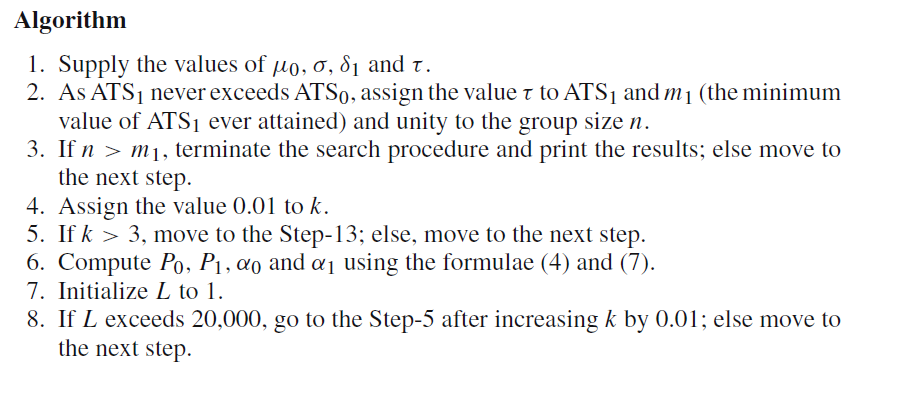 Algorithm
1. Supply the values of μ₀, σ, δ₁ and τ.
2. As ATS₁ never exceeds ATS₀, assign the value τ to ATS₁ and m₁ (the minimum
value of ATS₁ ever attained) and unity to the group size n.
3. If n > m₁, terminate the search procedure and print the results; else move to
the next step.
4. Assign the value 0.01 to k.
5. If k > 3, move to the Step-13; else, move to the next step.
6. Compute P₀, P₁, α₀ and α₁ using the formulae (4) and (7).
7. Initialize L to 1.
8. If L exceeds 20,000, go to the Step-5 after increasing k by 0.01; else move to
the next step.